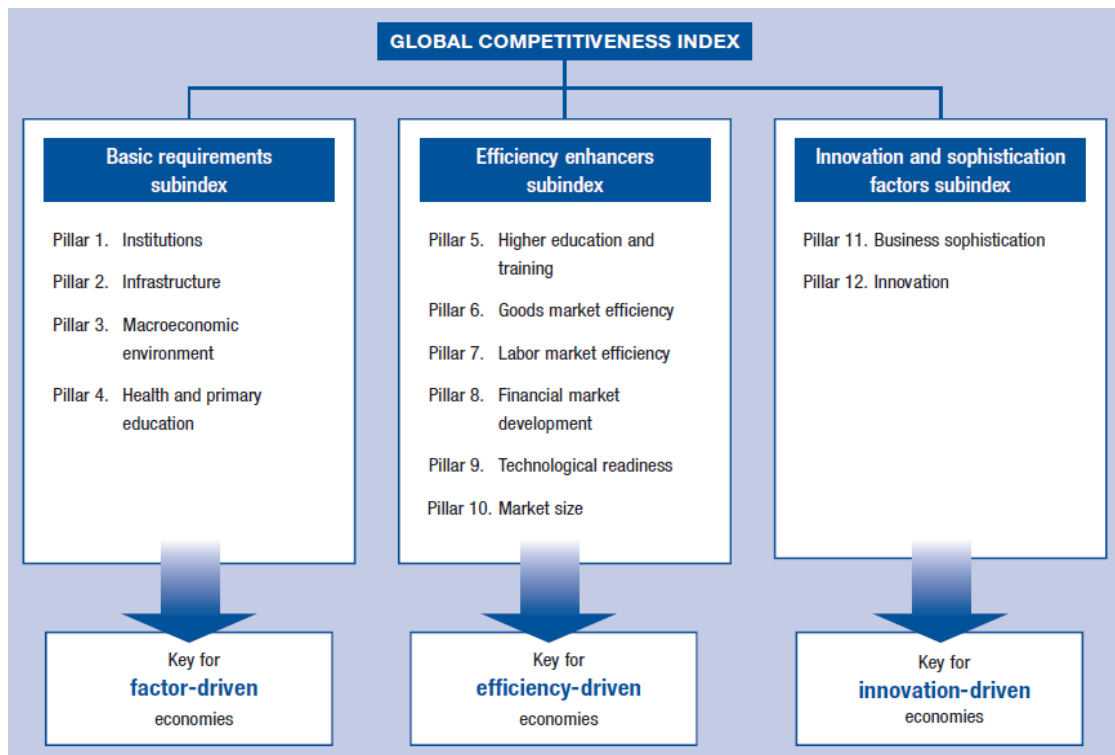 GLOBAL COMPETITIVENESS INDEX
Basic requirements
subindex
Pillar 1. Institutions
Pillar 2. Infrastructure
Pillar 3. Macroeconomic
environment
Pillar 4. Health and primary
education
Key for
factor-driven
economies
Efficiency enhancers
subindex
Pillar 5. Higher education and
training
Pillar 6. Goods market efficiency
Pillar 7. Labor market efficiency
Pillar 8. Financial market
development
Pillar 9. Technological readiness
Pillar 10. Market size
Key for
efficiency-driven
economies
Innovation and sophistication
factors subindex
Pillar 11. Business sophistication
Pillar 12. Innovation
Key for
innovation-driven
economies